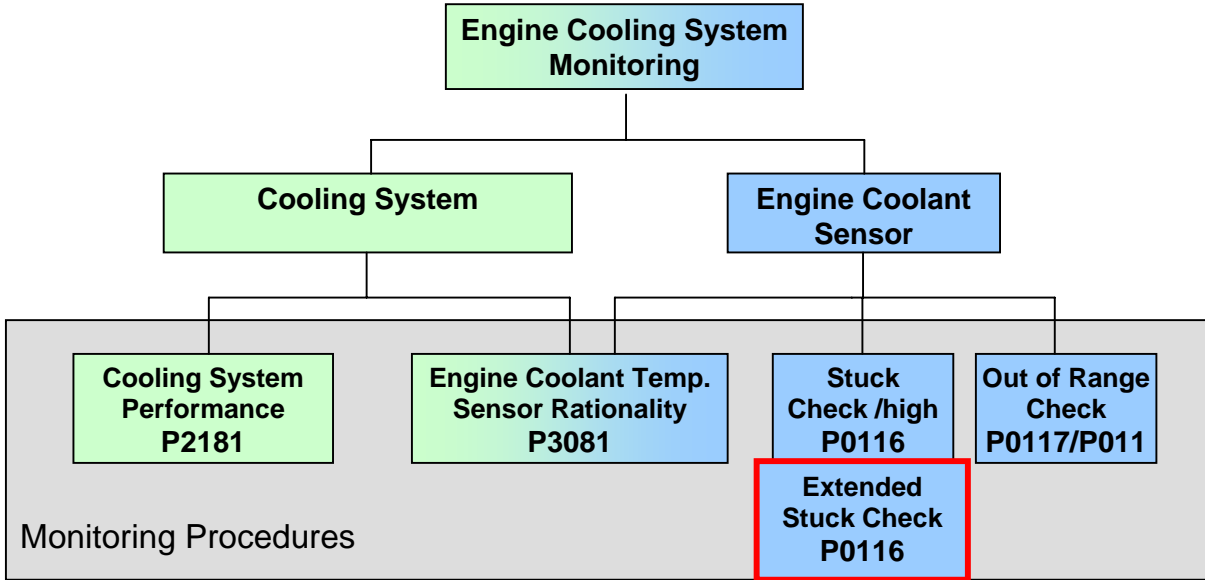 Engine Cooling System
Monitoring
Cooling System
Engine Coolant
Sensor
Cooling System
Performance
P2181
Engine Coolant Temp.
Sensor Rationality
P3081
Stuck
Check /high
P0116
Out of Range
Check
P0117/P011
Extended
Stuck Check
P0116
Monitoring Procedures